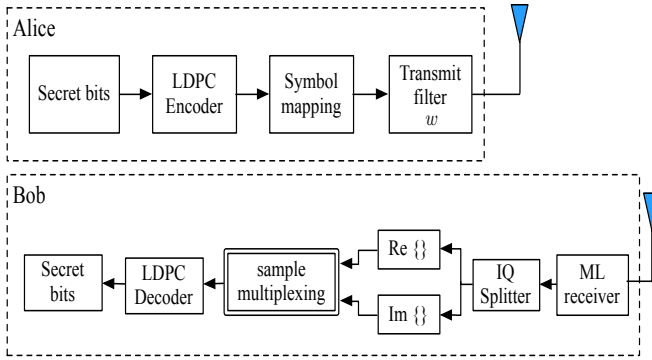 Alice
Secret bits
LDPC
Encoder
Symbol
mapping
Transmit
filter
w
Bob
Secret
bits
LDPC
Decoder
sample
multiplexing
Re {}
Im {}
IQ
Splitter
ML
receiver